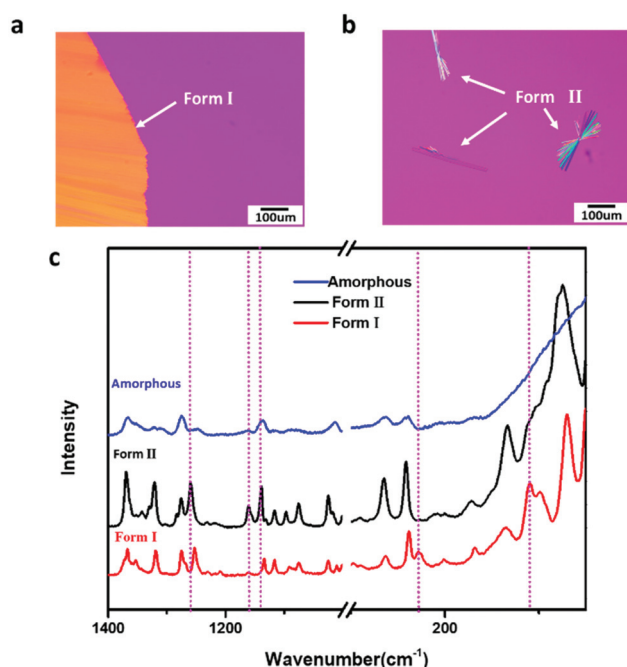 a
b
Form I
Form II
100um
100um
c
Amorphous
Form II
Form I
Amorphous
Form II
Form I
Intensity
1400
1200
200
Wavenumber(cm⁻¹)